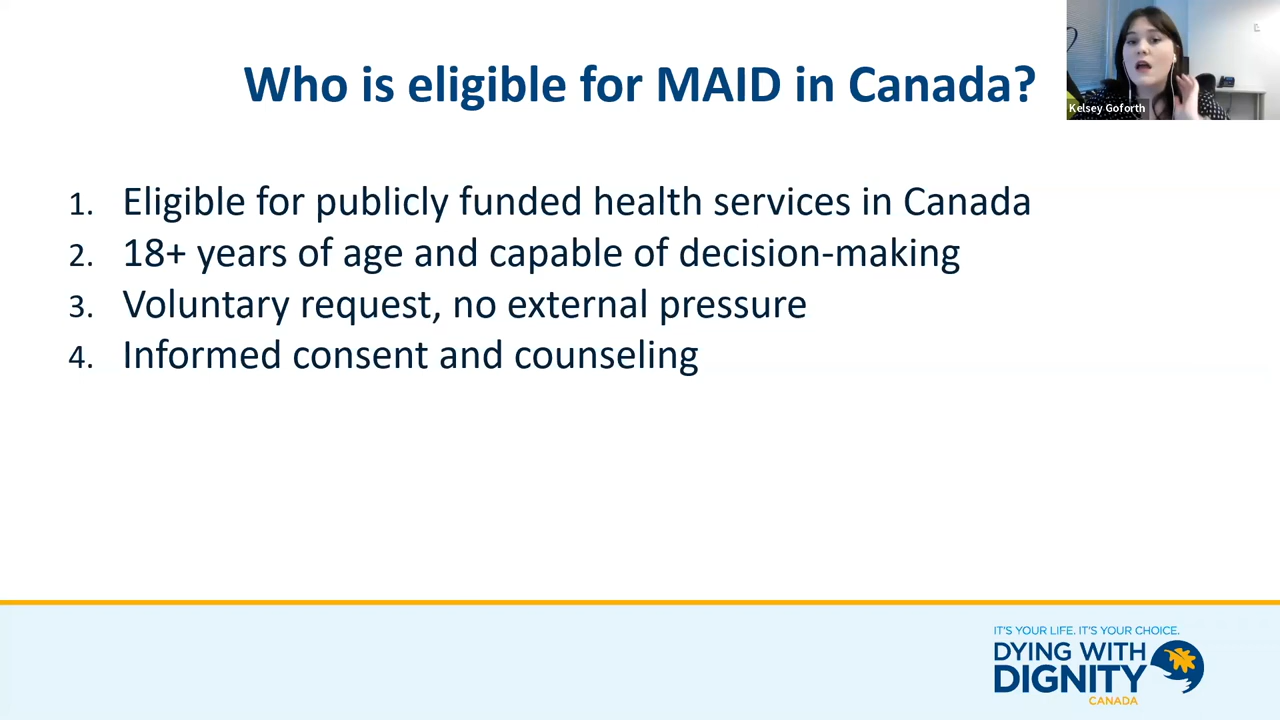 Who is eligible for MAID in Canada?
Kelsey Goforth
1. Eligible for publicly funded health services in Canada
2. 18+ years of age and capable of decision-making
3. Voluntary request, no external pressure
4. Informed consent and counseling
IT'S YOUR LIFE. IT'S YOUR CHOICE.
DYING WITH
DIGNITY
CANADA